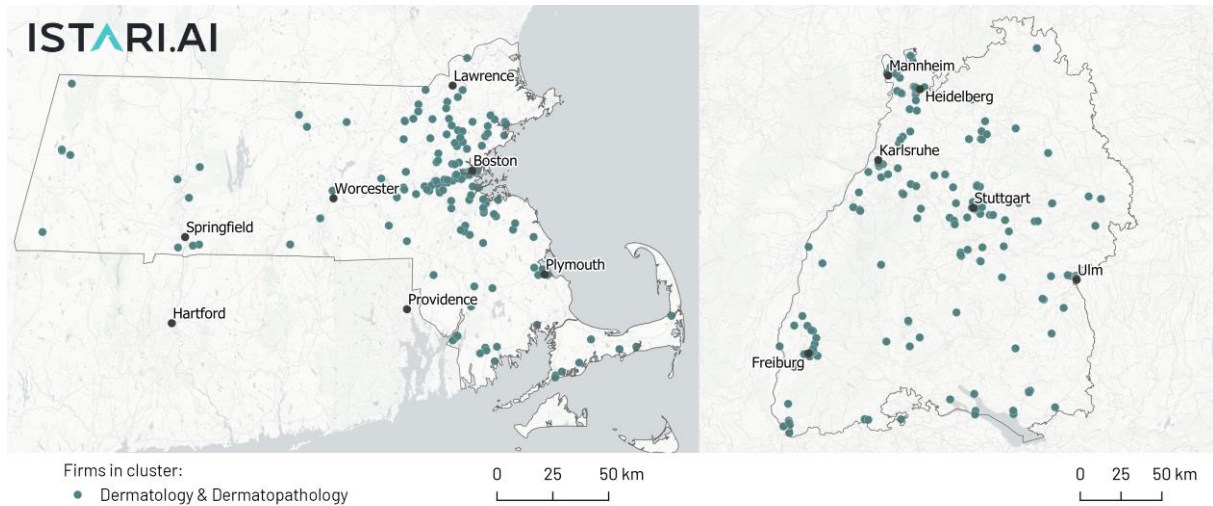 ISTARI.AI
Lawrence
Boston
Worcester
Springfield
Plymouth
Providence
Hartford
Mannheim
Heidelberg
Karlsruhe
Stuttgart
Ulm
Freiburg
Firms in cluster:
Dermatology & Dermatopathology
0 25 50 km
0 25 50 km